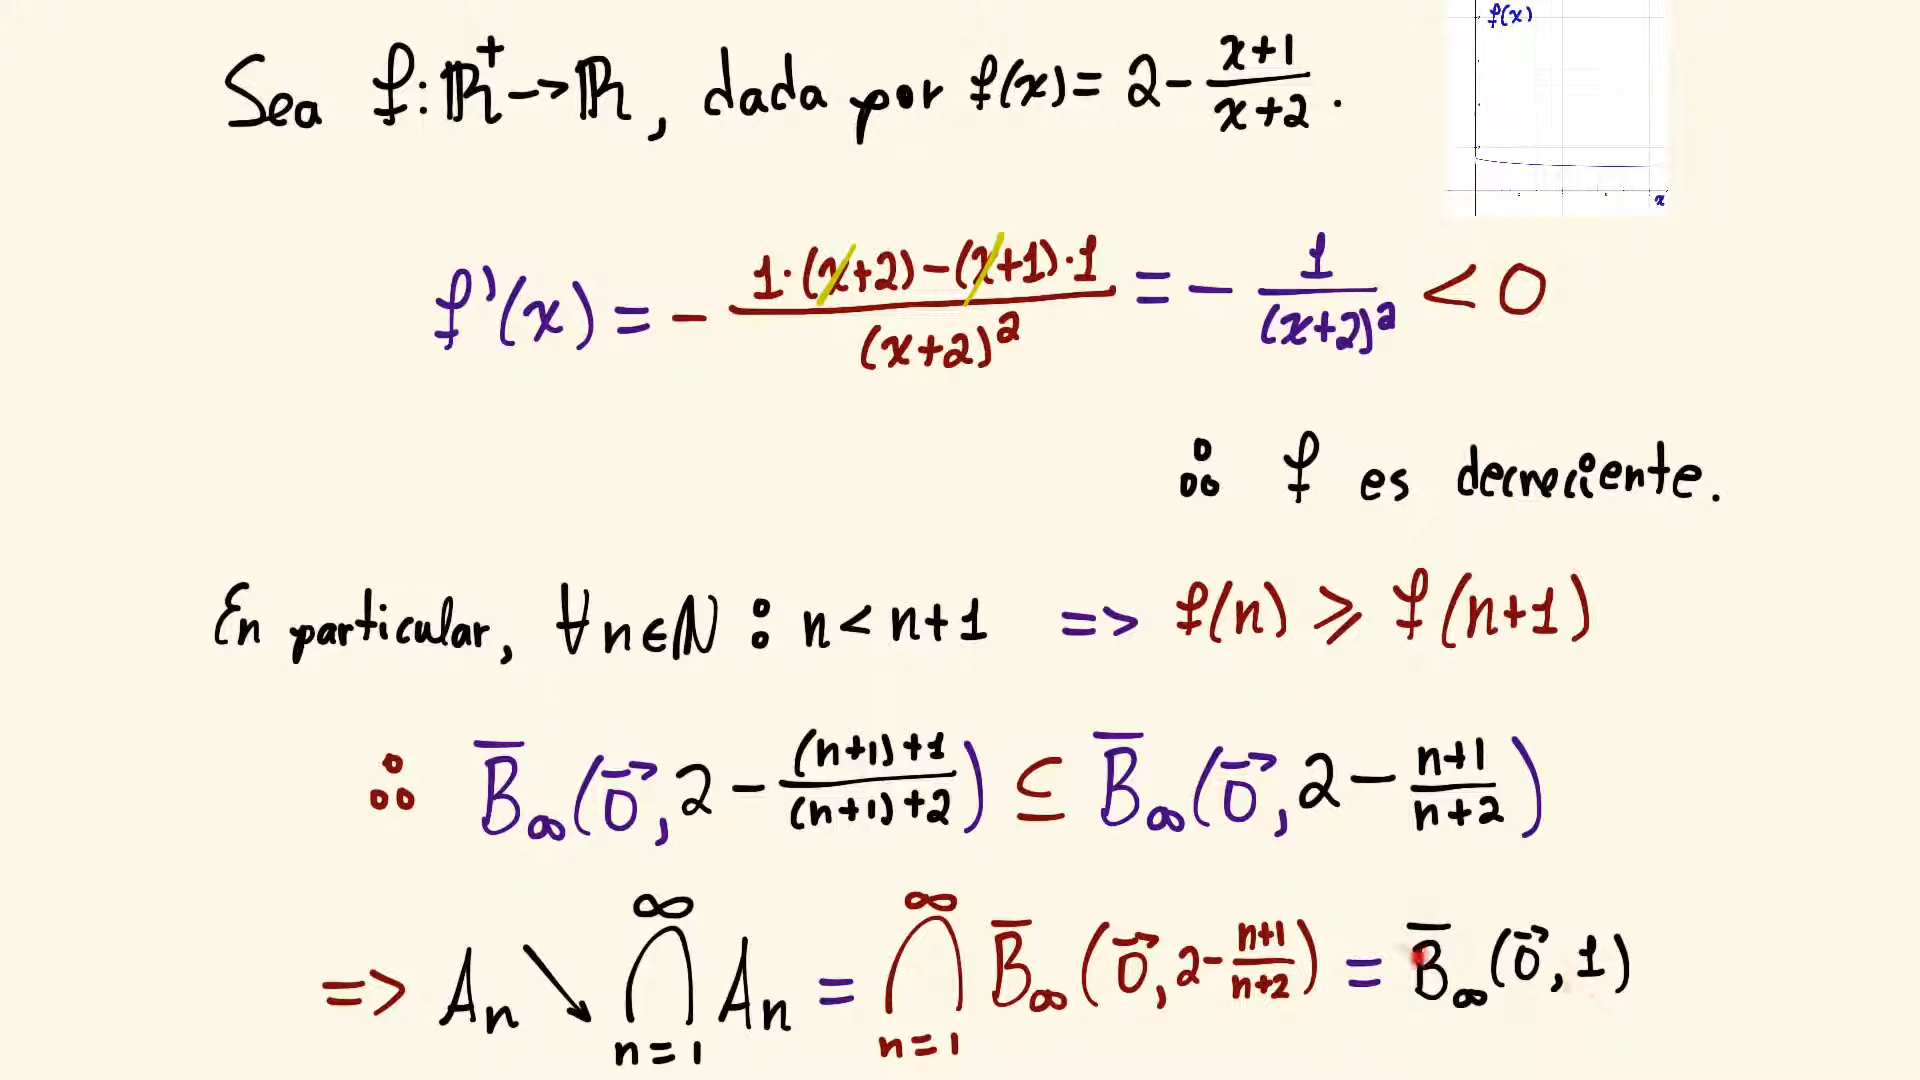 f(x)
Sea f: ℝ⁺ → ℝ, dada por f(x) = 2 - (x+1)/(x+2).
x
f'(x) = - (1·(x+2) - (x+1)·1)/(x+2)² = - 1/(x+2)² < 0
∴ f es decreciente.
En particular, ∀n∈ℕ : n < n+1 => f(n) ⩾ f(n+1)
∴ B̅∞(0⃗, 2 - ((n+1)+1)/((n+1)+2)) ⊆ B̅∞(0⃗, 2 - (n+1)/(n+2))
=> Aₙ ↘ ⋂_{n=1}^{∞} Aₙ = ⋂_{n=1}^{∞} B̅∞(0⃗, 2 - (n+1)/(n+2)) = B̅∞(0⃗, 1)